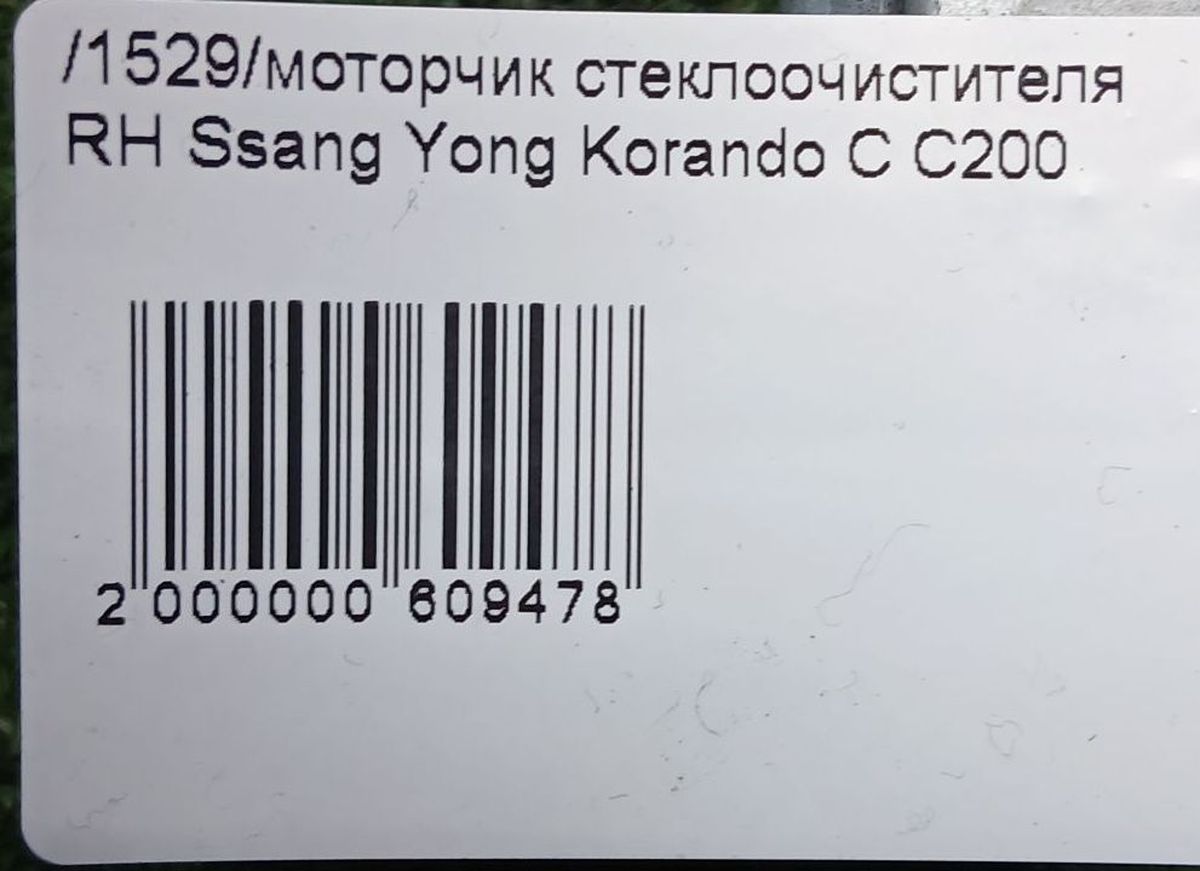 /1529/моторчик стеклоочистителя
RH Ssang Yong Korando C C200
2 000000 609478